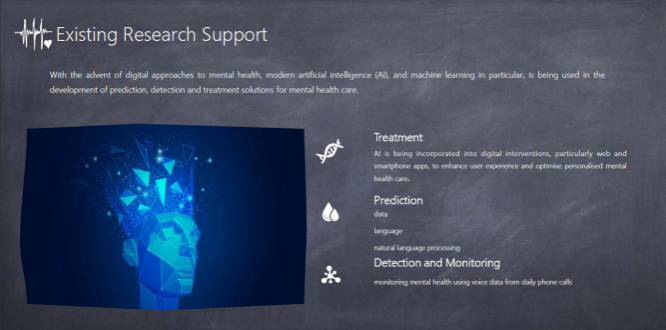 Existing Research Support
With the advent of digital approaches to mental health, modern artificial intelligence (AI), and machine learning in particular, is being used in the
development of prediction, detection and treatment solutions for mental health care.
Treatment
AI is being incorporated into digital interventions, particularly web and
smartphone apps, to enhance user experience and optimise personalised mental
health care.
Prediction
data
language
natural language processing
Detection and Monitoring
monitoring mental health using voice data from daily phone calls